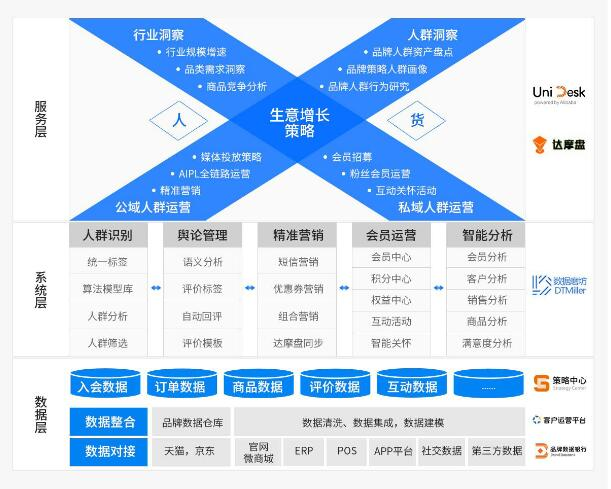 行业洞察
行业规模增速
品类需求洞察
商品竞争分析
人群洞察
品牌人群资产盘点
品牌策略人群画像
品牌人群行为研究
服务层
人
生意增长
策略
货
Uni Desk
powered by Alibaba
达摩盘
媒体投放策略
AIPL全链路运营
精准营销
公域人群运营
会员招募
粉丝会员运营
互动关怀活动
私域人群运营
系统层
人群识别
统一标签
算法模型库
人群分析
人群筛选
舆论管理
语义分析
评价标签
自动回评
评价模板
精准营销
短信营销
优惠券营销
组合营销
达摩盘同步
会员运营
会员中心
积分中心
权益中心
互动活动
智能关怀
智能分析
会员分析
客户分析
销售分析
商品分析
满意度分析
数据磨坊
DTMiller
数据层
入会数据 订单数据 商品数据 评价数据 互动数据 ......
策略中心
Strategy Center
数据整合 品牌数据仓库 数据清洗、数据集成，数据建模
客户运营平台
数据对接 天猫，京东 官网
微商城 ERP POS APP平台 社交数据 第三方数据
品牌数据银行